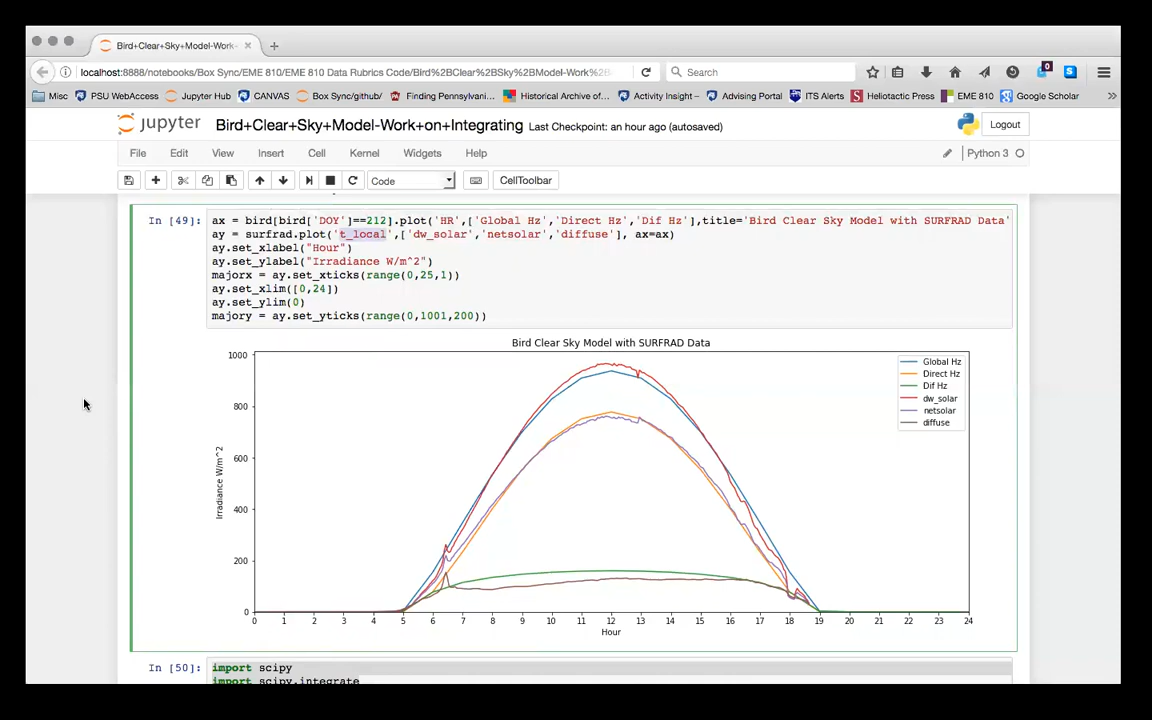 Bird+Clear+Sky+Model-Work-
localhost:8888/notebooks/Box Sync/EME 810/EME 810 Data Rubrics Code/Bird%2BClear%2BSky%2BModel-Work%2B
Search
0
Misc PSU WebAccess Jupyter Hub CANVAS Box Sync/github/ Finding Pennsylvani... Historical Archive of... Activity Insight – Advising Portal ITS Alerts Heliotactic Press EME 810 Google Scholar
jupyter Bird+Clear+Sky+Model-Work+on+Integrating Last Checkpoint: an hour ago (autosaved) Logout
File Edit View Insert Cell Kernel Widgets Help Python 3
Code CellToolbar
In [49]: ax = bird[bird['DOY']==212].plot('HR',['Global Hz','Direct Hz','Dif Hz'],title='Bird Clear Sky Model with SURFRAD Data'
ay = surfrad.plot('t_local',['dw_solar','netsolar','diffuse'], ax=ax)
ay.set_xlabel("Hour")
ay.set_ylabel("Irradiance W/m^2")
majorx = ay.set_xticks(range(0,25,1))
ay.set_xlim([0,24])
ay.set_ylim(0)
majory = ay.set_yticks(range(0,1001,200))
Bird Clear Sky Model with SURFRAD Data
1000
800
600
400
200
0
Irradiance W/m^2
Global Hz
Direct Hz
Dif Hz
dw_solar
netsolar
diffuse
0 1 2 3 4 5 6 7 8 9 10 11 12 13 14 15 16 17 18 19 20 21 22 23 24
Hour
In [50]: import scipy
import scipy.integrate